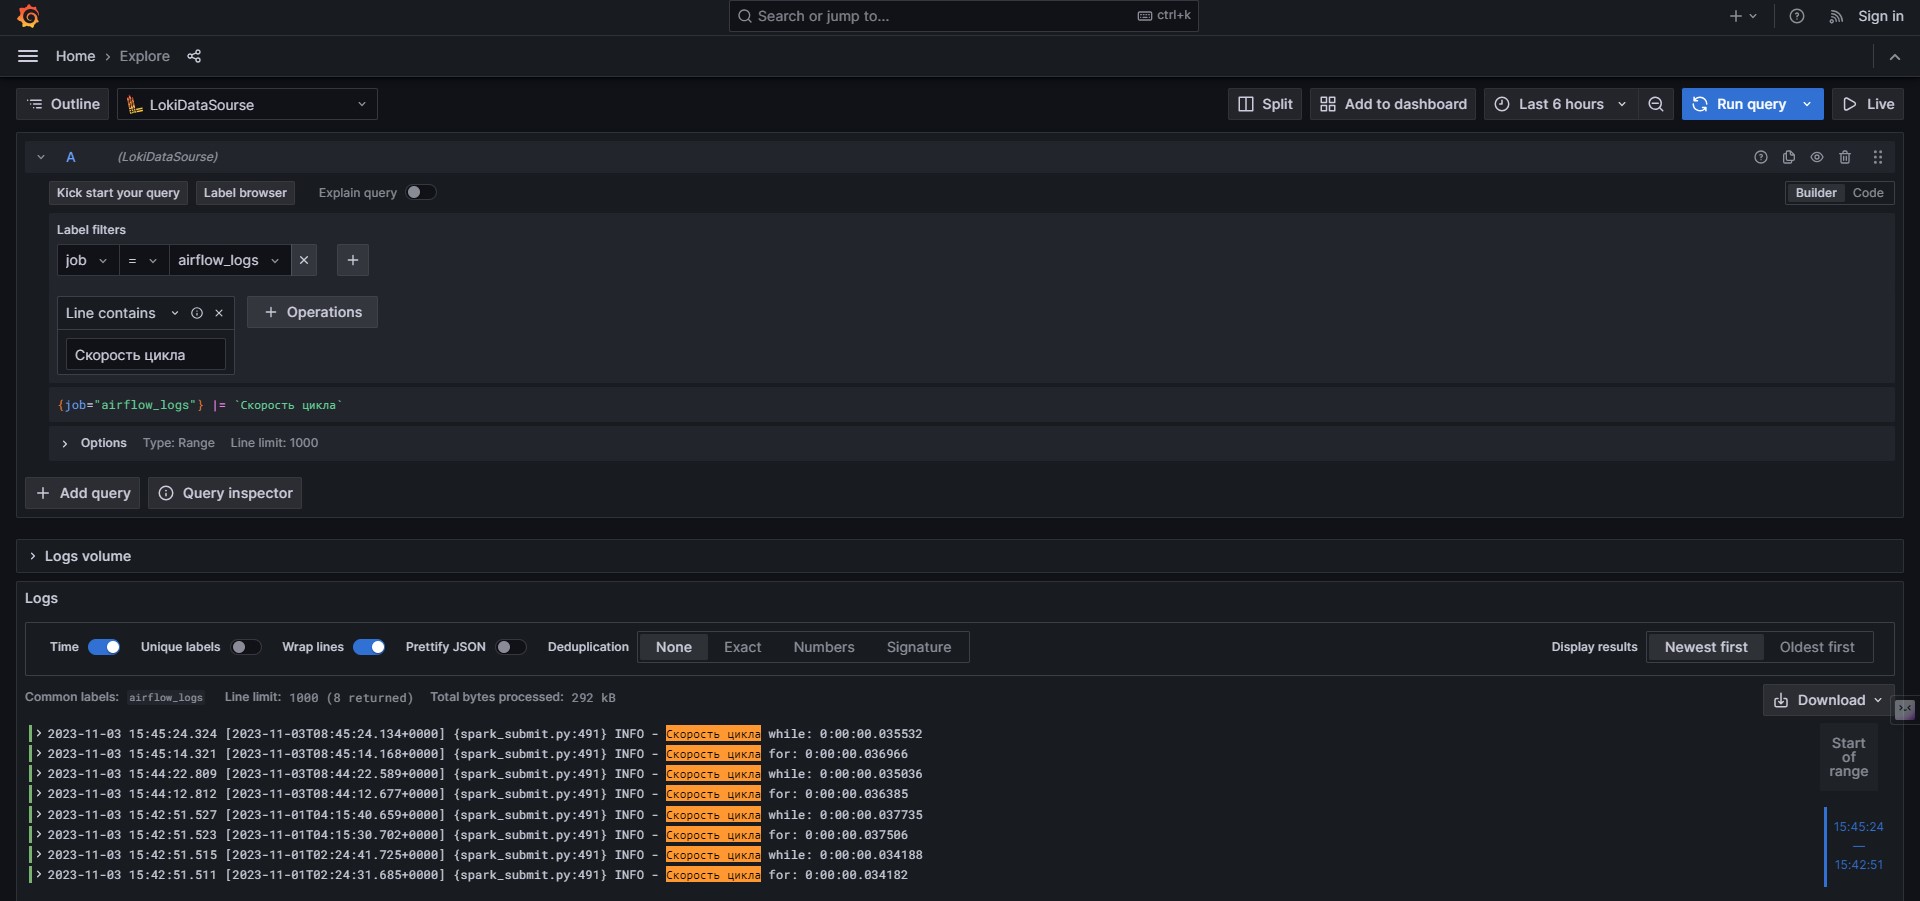 Search or jump to... ctrl+k Sign in
Home › Explore
Outline LokiDataSourse Split Add to dashboard Last 6 hours Run query Live
A (LokiDataSourse)
Kick start your query Label browser Explain query Builder Code
Label filters
job = airflow_logs
Line contains Operations
Скорость цикла
{job="airflow_logs"} |= `Скорость цикла`
Options Type: Range Line limit: 1000
Add query Query inspector
Logs volume
Logs
Time Unique labels Wrap lines Prettify JSON Deduplication None Exact Numbers Signature Display results Newest first Oldest first
Common labels: airflow_logs Line limit: 1000 (8 returned) Total bytes processed: 292 kB Download
2023-11-03 15:45:24.324 [2023-11-03T08:45:24.134+0000] {spark_submit.py:491} INFO - Скорость цикла while: 0:00:00.035532
2023-11-03 15:45:14.321 [2023-11-03T08:45:14.168+0000] {spark_submit.py:491} INFO - Скорость цикла for: 0:00:00.036966
2023-11-03 15:44:22.809 [2023-11-03T08:44:22.589+0000] {spark_submit.py:491} INFO - Скорость цикла while: 0:00:00.035036
2023-11-03 15:44:12.812 [2023-11-03T08:44:12.677+0000] {spark_submit.py:491} INFO - Скорость цикла for: 0:00:00.036385
2023-11-03 15:42:51.527 [2023-11-01T04:15:40.659+0000] {spark_submit.py:491} INFO - Скорость цикла while: 0:00:00.037735
2023-11-03 15:42:51.523 [2023-11-01T04:15:30.702+0000] {spark_submit.py:491} INFO - Скорость цикла for: 0:00:00.037506
2023-11-03 15:42:51.515 [2023-11-01T02:24:41.725+0000] {spark_submit.py:491} INFO - Скорость цикла while: 0:00:00.034188
2023-11-03 15:42:51.511 [2023-11-01T02:24:31.685+0000] {spark_submit.py:491} INFO - Скорость цикла for: 0:00:00.034182
Start
of
range
15:45:24
—
15:42:51